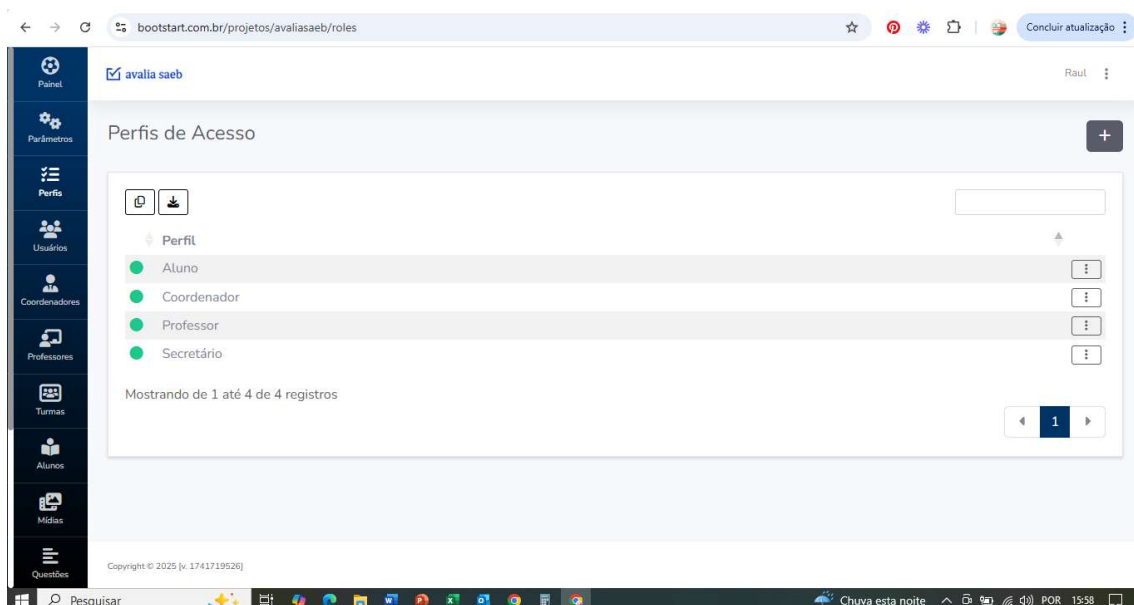 bootstart.com.br/projetos/avaliasaeb/roles
Concluir atualização
Painel
Parâmetros
Perfis
Usuários
Coordenadores
Professores
Turmas
Alunos
Mídias
Questões
avalia saeb
Raul
Perfis de Acesso
+
Perfil
Aluno
Coordenador
Professor
Secretário
Mostrando de 1 até 4 de 4 registros
1
Copyright © 2025 [v. 1741719526]
Pesquisar
Chuva esta noite
POR
15:58